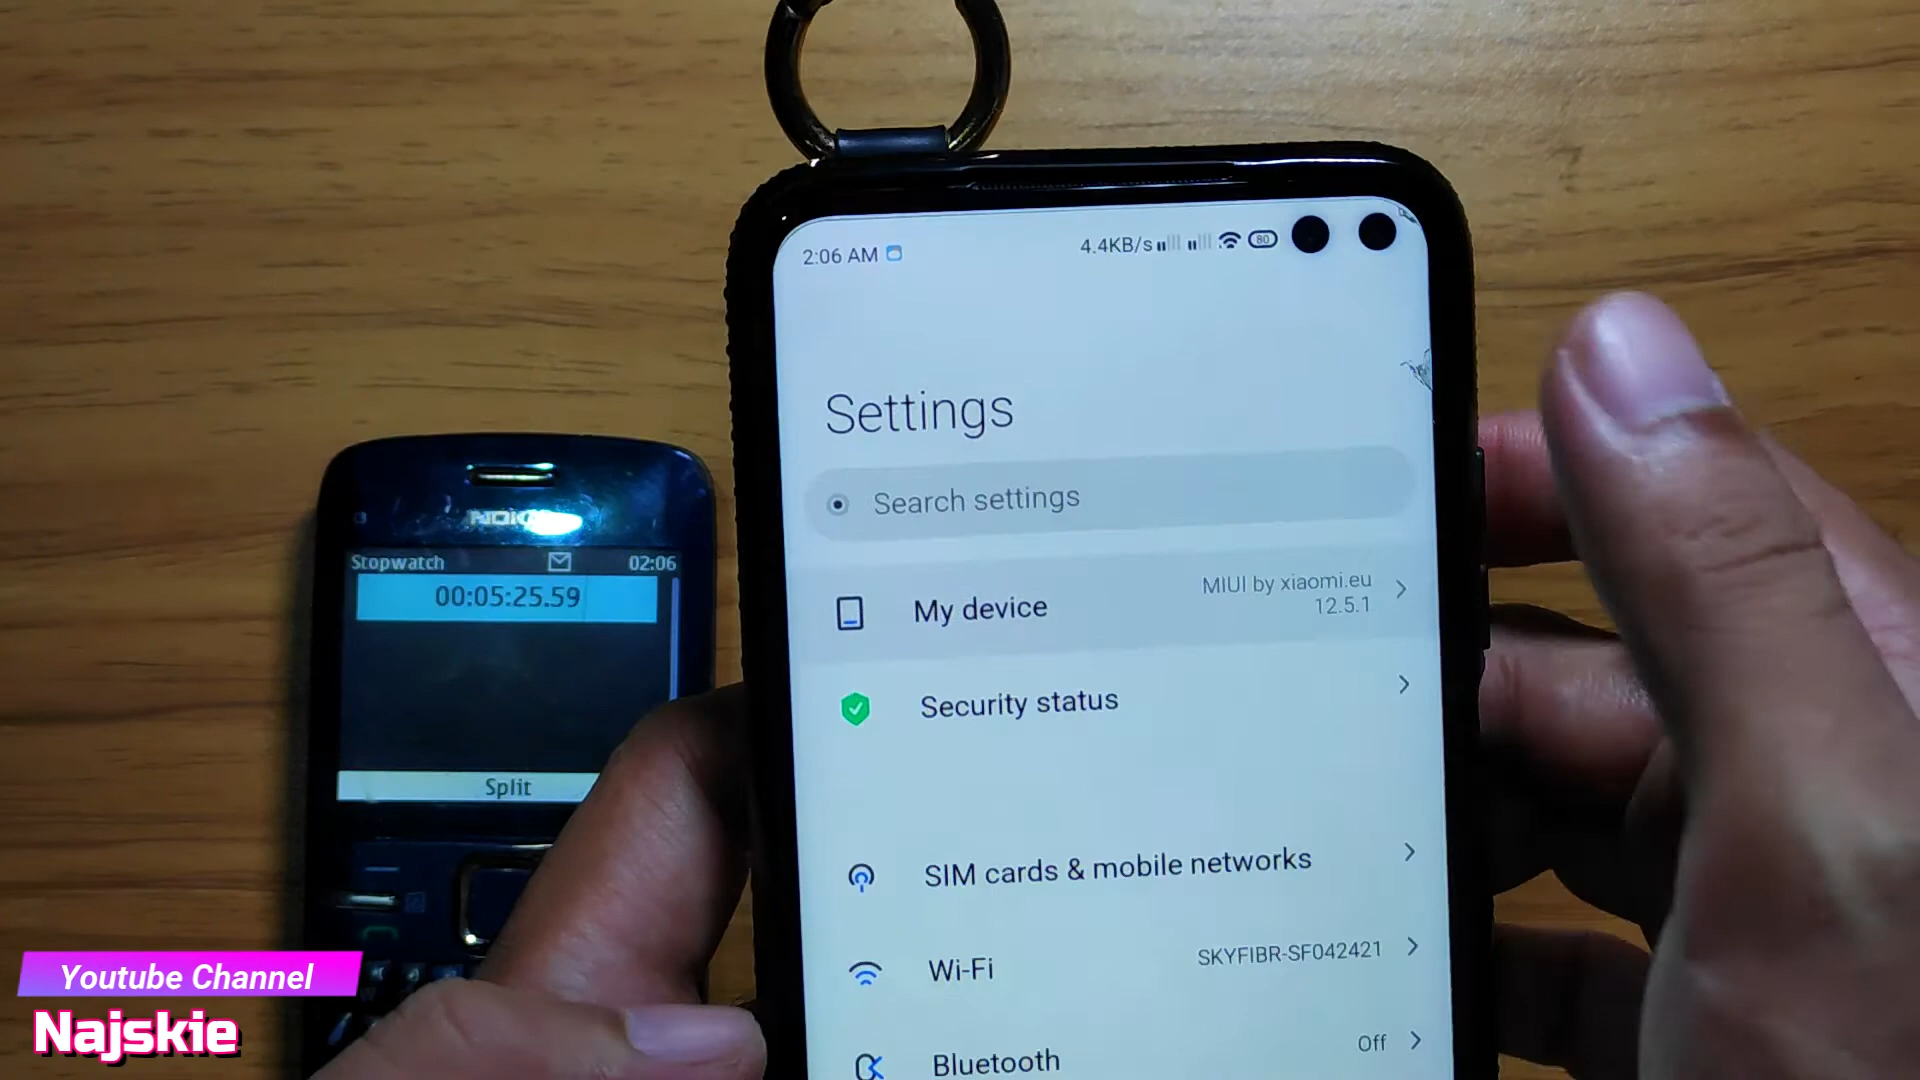 2:06 AM
4.4KB/s
80
Settings
Search settings
My device
MIUI by xiaomi.eu
12.5.1
Security status
SIM cards & mobile networks
Wi-Fi
SKYFIBR-SF042421
Bluetooth
Off
Stopwatch
02:06
00:05:25.59
Split
Youtube Channel
Najskie